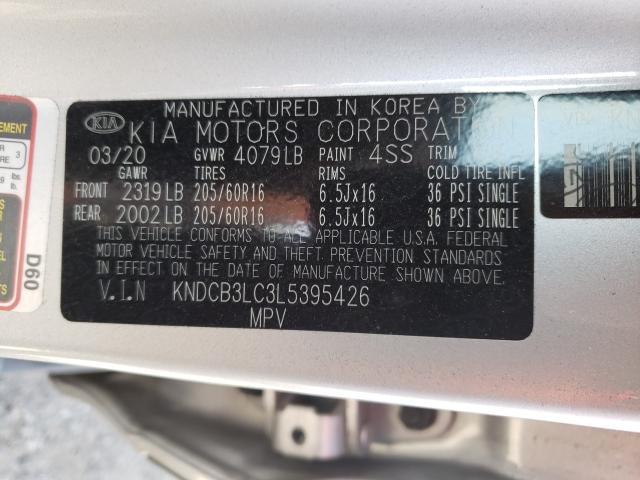 MANUFACTURED IN KOREA BY
KIA KIA MOTORS CORPORATION
03/20 GVWR 4079LB PAINT 4SS TRIM
GAWR TIRES RIMS COLD TIRE INFL
FRONT 2319LB 205/60R16 6.5Jx16 36 PSI SINGLE
REAR 2002LB 205/60R16 6.5Jx16 36 PSI SINGLE
THIS VEHICLE CONFORMS TO ALL APPLICABLE U.S.A. FEDERAL
MOTOR VEHICLE SAFETY AND THEFT PREVENTION STANDARDS
IN EFFECT ON THE DATE OF MANUFACTURE SHOWN ABOVE.
V.I.N KNDCB3LC3L5395426
MPV
D60